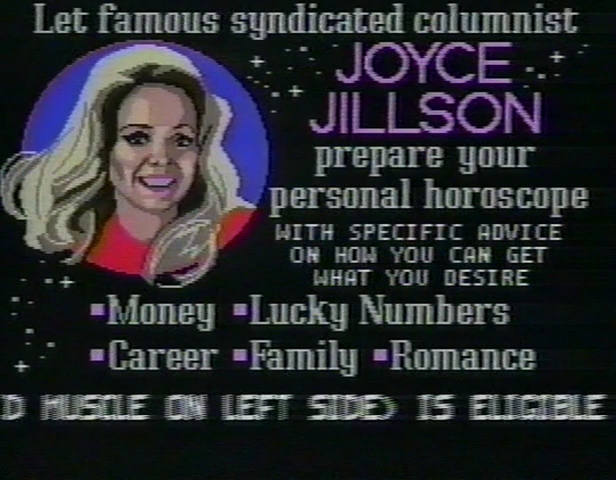 Let famous syndicated columnist
JOYCE
JILLSON
prepare your
personal horoscope
WITH SPECIFIC ADVICE
ON HOW YOU CAN GET
WHAT YOU DESIRE
▪Money ▪Lucky Numbers
▪Career ▪Family ▪Romance
D MUSCLE ON LEFT SIDE> IS ELIGIBLE